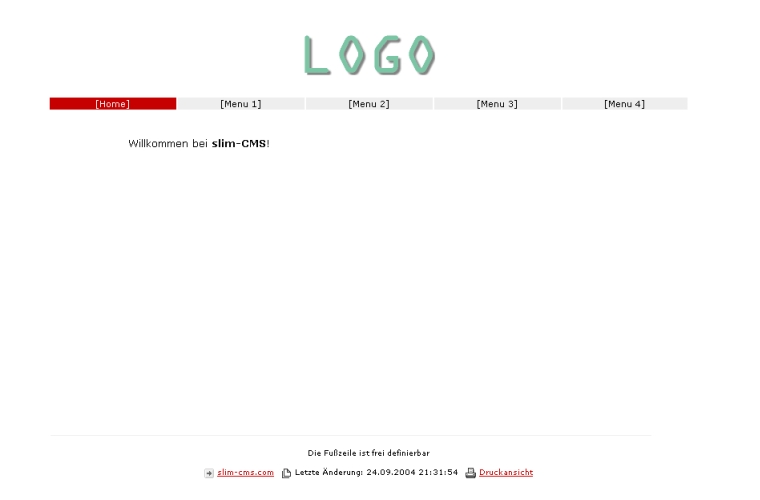 LOGO
[Home] [Menu 1] [Menu 2] [Menu 3] [Menu 4]
Willkommen bei slim-CMS!
Die Fußzeile ist frei definierbar
slim-cms.com Letzte Änderung: 24.09.2004 21:31:54 Druckansicht